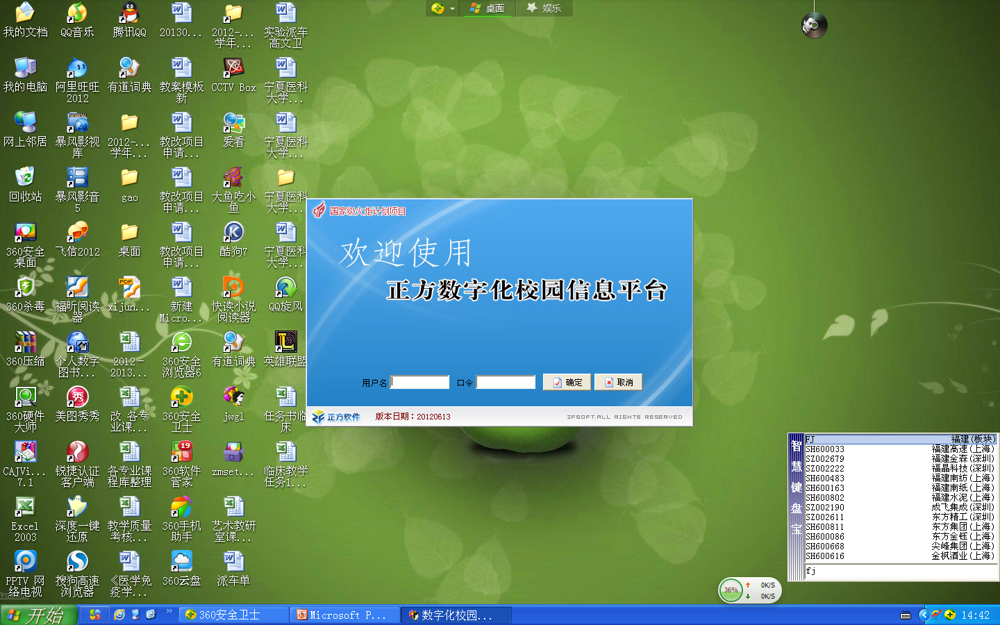 桌面
娱乐
我的文档
QQ音乐
腾讯QQ
20130...
2012-...
学年...
实验派车
高文卫
我的电脑
阿里旺旺
2012
有道词典
教案模板
新
CCTV Box
宁夏医科
大学...
网上邻居
暴风影视
库
2012-...
学年...
教改项目
申请...
爱看
宁夏医科
大学...
回收站
暴风影音
5
gao
教改项目
申请...
大鱼吃小
鱼
宁夏医科
大学...
360安全
桌面
飞信2012
桌面
教改项目
申请...
酷狗7
宁夏医科
大学...
360杀毒
福昕阅读
器
xijun...
新建
Micro...
快读小说
阅读器
QQ旋风
360压缩
个人数字
图书...
2012－
2013...
360安全
浏览器6
有道词典
英雄联盟
360硬件
大师
美图秀秀
改 各专
业课...
360安全
卫士
jwgl
任务书临
床
CAJVi...
7.1
锐捷认证
客户端
各专业课
程库整理
19
360软件
管家
zmset...
临床教学
任务1...
Excel
2003
深度一键
还原
教学质量
考核...
360手机
助手
艺术教研
室课...
PPTV 网
络电视
搜狗高速
浏览器
《医学免
疫学...
360云盘
派车单
国家级火炬计划项目
欢迎使用
正方数字化校园信息平台
用户名
口令
确定
取消
正方软件
版本日期：20120613
ZFSOFT.ALL RIGHTS RESERVED
智慧键盘宝
FJ 福建(板块)
SH600033 福建高速(上海)
SZ002679 福建金森(深圳)
SZ002222 福晶科技(深圳)
SH600483 福建南纺(上海)
SH600163 福建南纸(上海)
SH600802 福建水泥(上海)
SZ002190 成飞集成(深圳)
SZ002611 东方精工(深圳)
SH600811 东方集团(上海)
SH600086 东方金钰(上海)
SH600668 尖峰集团(上海)
SH600616 金枫酒业(上海)
fj
36%
0K/S
0K/S
开始
360安全卫士
Microsoft P...
数字化校园...
14:42